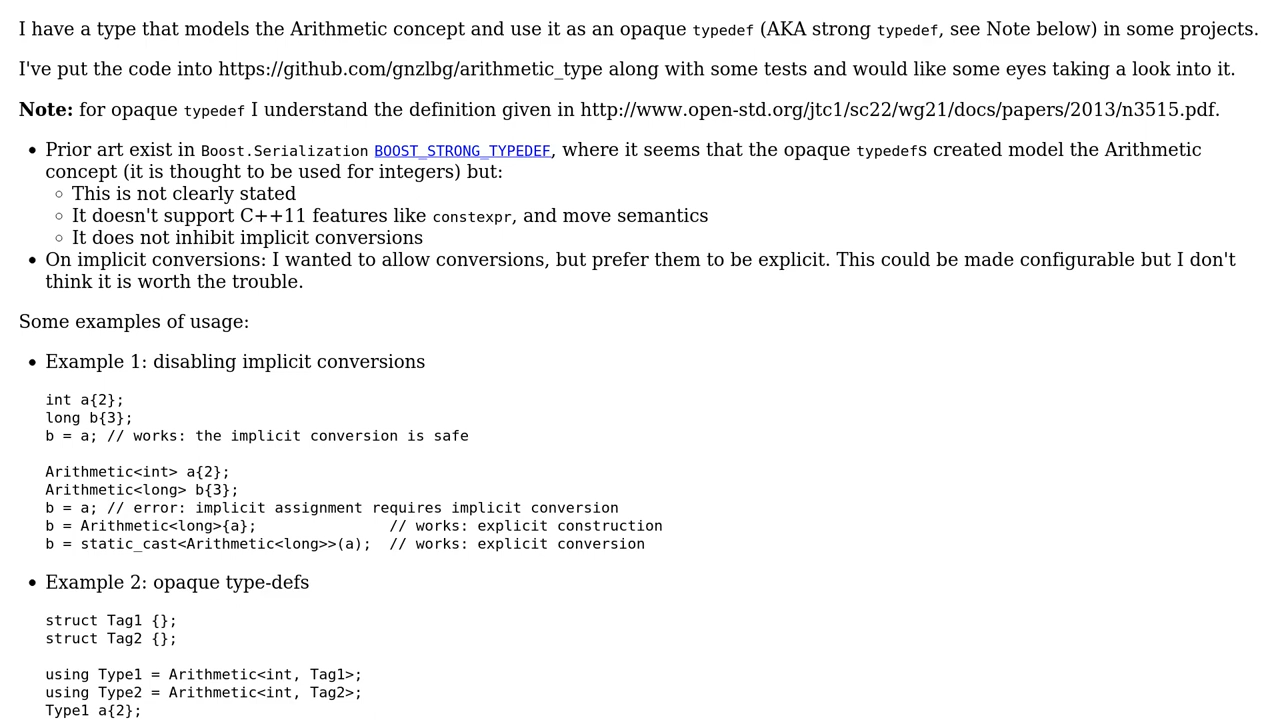 I have a type that models the Arithmetic concept and use it as an opaque typedef (AKA strong typedef, see Note below) in some projects.
I've put the code into https://github.com/gnzlbg/arithmetic_type along with some tests and would like some eyes taking a look into it.
Note: for opaque typedef I understand the definition given in http://www.open-std.org/jtc1/sc22/wg21/docs/papers/2013/n3515.pdf.
• Prior art exist in Boost.Serialization BOOST_STRONG_TYPEDEF, where it seems that the opaque typedefs created model the Arithmetic
concept (it is thought to be used for integers) but:
◦ This is not clearly stated
◦ It doesn't support C++11 features like constexpr, and move semantics
◦ It does not inhibit implicit conversions
• On implicit conversions: I wanted to allow conversions, but prefer them to be explicit. This could be made configurable but I don't
think it is worth the trouble.
Some examples of usage:
• Example 1: disabling implicit conversions
int a{2};
long b{3};
b = a; // works: the implicit conversion is safe
Arithmetic<int> a{2};
Arithmetic<long> b{3};
b = a; // error: implicit assignment requires implicit conversion
b = Arithmetic<long>{a};               // works: explicit construction
b = static_cast<Arithmetic<long>>(a);  // works: explicit conversion
• Example 2: opaque type-defs
struct Tag1 {};
struct Tag2 {};
using Type1 = Arithmetic<int, Tag1>;
using Type2 = Arithmetic<int, Tag2>;
Type1 a{2};